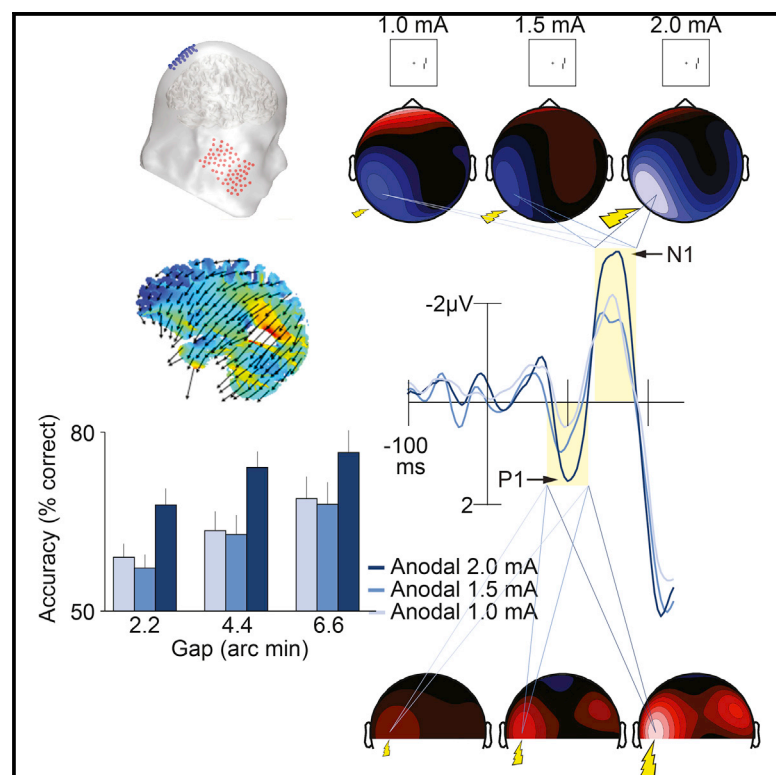 1.0 mA 1.5 mA 2.0 mA
N1
-2μV
-100
ms
P1
2
80
Accuracy (% correct)
50
2.2 4.4 6.6
Gap (arc min)
Anodal 2.0 mA
Anodal 1.5 mA
Anodal 1.0 mA